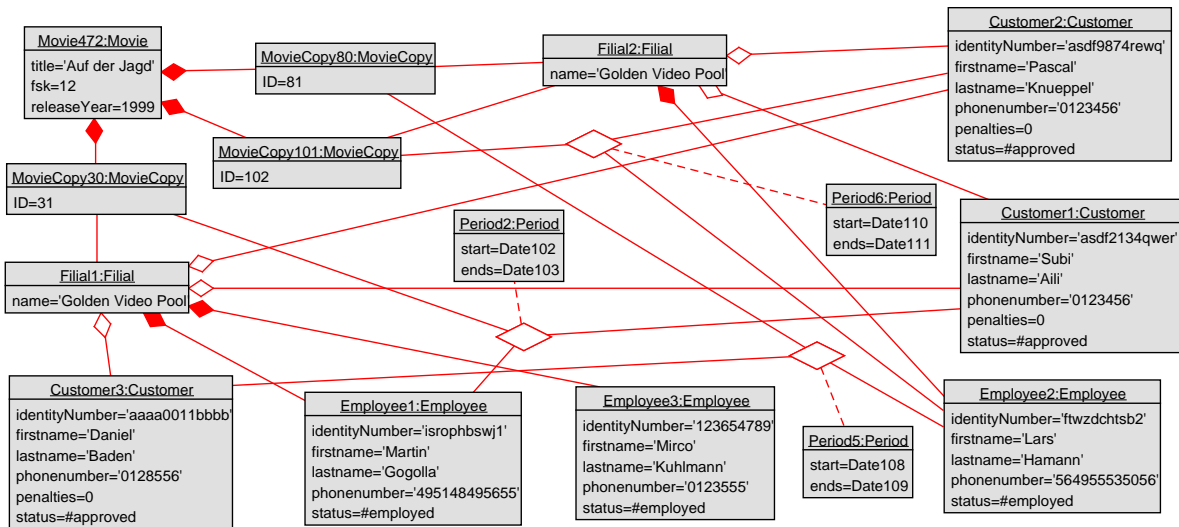 Movie472:Movie
title='Auf der Jagd'
fsk=12
releaseYear=1999
MovieCopy80:MovieCopy
ID=81
Filial2:Filial
name='Golden Video Pool
Customer2:Customer
identityNumber='asdf9874rewq'
firstname='Pascal'
lastname='Knueppel'
phonenumber='0123456'
penalties=0
status=#approved
MovieCopy101:MovieCopy
ID=102
MovieCopy30:MovieCopy
ID=31
Period2:Period
start=Date102
ends=Date103
Period6:Period
start=Date110
ends=Date111
Customer1:Customer
identityNumber='asdf2134qwer'
firstname='Subi'
lastname='Aili'
phonenumber='0123456'
penalties=0
status=#approved
Filial1:Filial
name='Golden Video Pool
Customer3:Customer
identityNumber='aaaa0011bbbb'
firstname='Daniel'
lastname='Baden'
phonenumber='0128556'
penalties=0
status=#approved
Employee1:Employee
identityNumber='isrophbswj1'
firstname='Martin'
lastname='Gogolla'
phonenumber='495148495655'
status=#employed
Employee3:Employee
identityNumber='123654789'
firstname='Mirco'
lastname='Kuhlmann'
phonenumber='0123555'
status=#employed
Period5:Period
start=Date108
ends=Date109
Employee2:Employee
identityNumber='ftwzdchtsb2'
firstname='Lars'
lastname='Hamann'
phonenumber='564955535056'
status=#employed